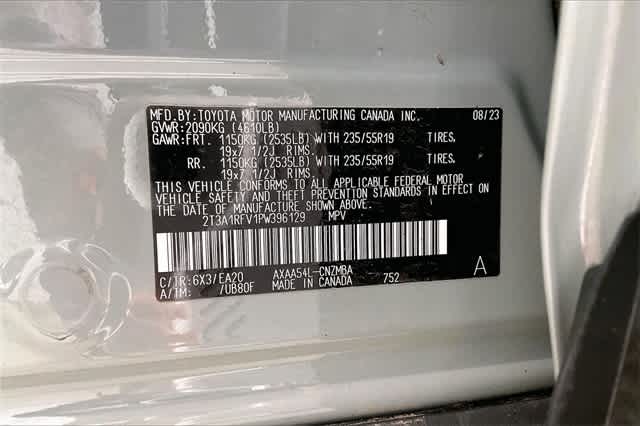 MFD.BY:TOYOTA MOTOR MANUFACTURING CANADA INC. 08/23
GVWR:2090KG (4610LB)
GAWR:FRT. 1150KG (2535LB) WITH 235/55R19 TIRES.
19x7 1/2J RIMS.
RR. 1150KG (2535LB) WITH 235/55R19 TIRES.
19x7 1/2J RIMS.
THIS VEHICLE CONFORMS TO ALL APPLICABLE FEDERAL MOTOR
VEHICLE SAFETY AND THEFT PREVENTION STANDARDS IN EFFECT ON
THE DATE OF MANUFACTURE SHOWN ABOVE.
2T3A1RFV1PW396129 MPV
C/TR:6X3/EA20 AXAA54L-CNZMBA 752 A
A/TM: /UB80F MADE IN CANADA